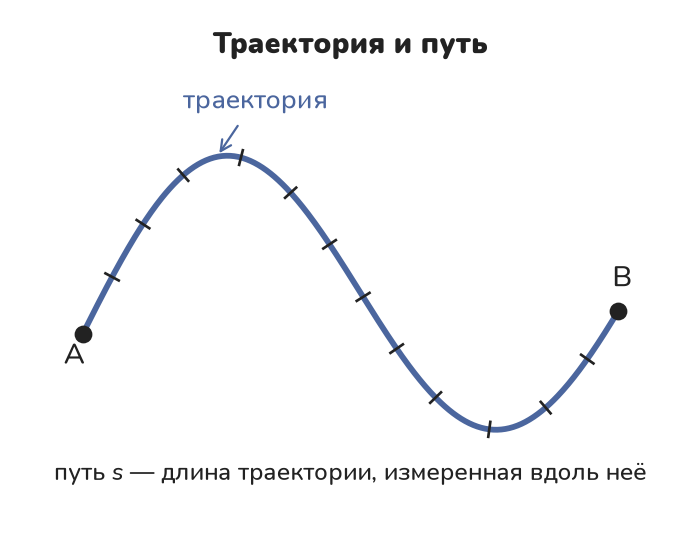 Траектория и путь
траектория
B
A
путь s — длина траектории, измеренная вдоль неё